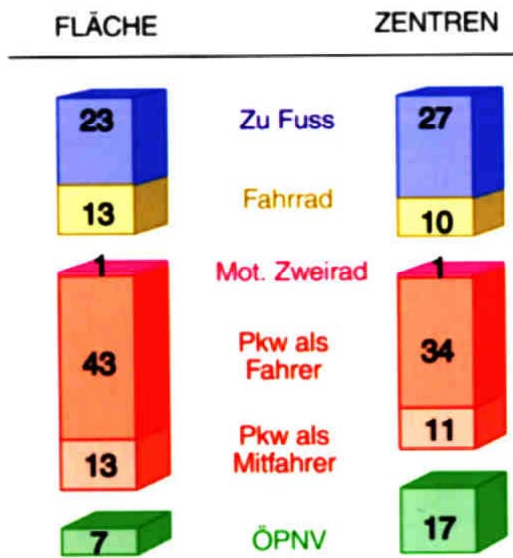 FLÄCHE ZENTREN
23 Zu Fuss 27
13 Fahrrad 10
1 Mot. Zweirad 1
43 Pkw als
Fahrer 34
13 Pkw als
Mitfahrer 11
7 ÖPNV 17